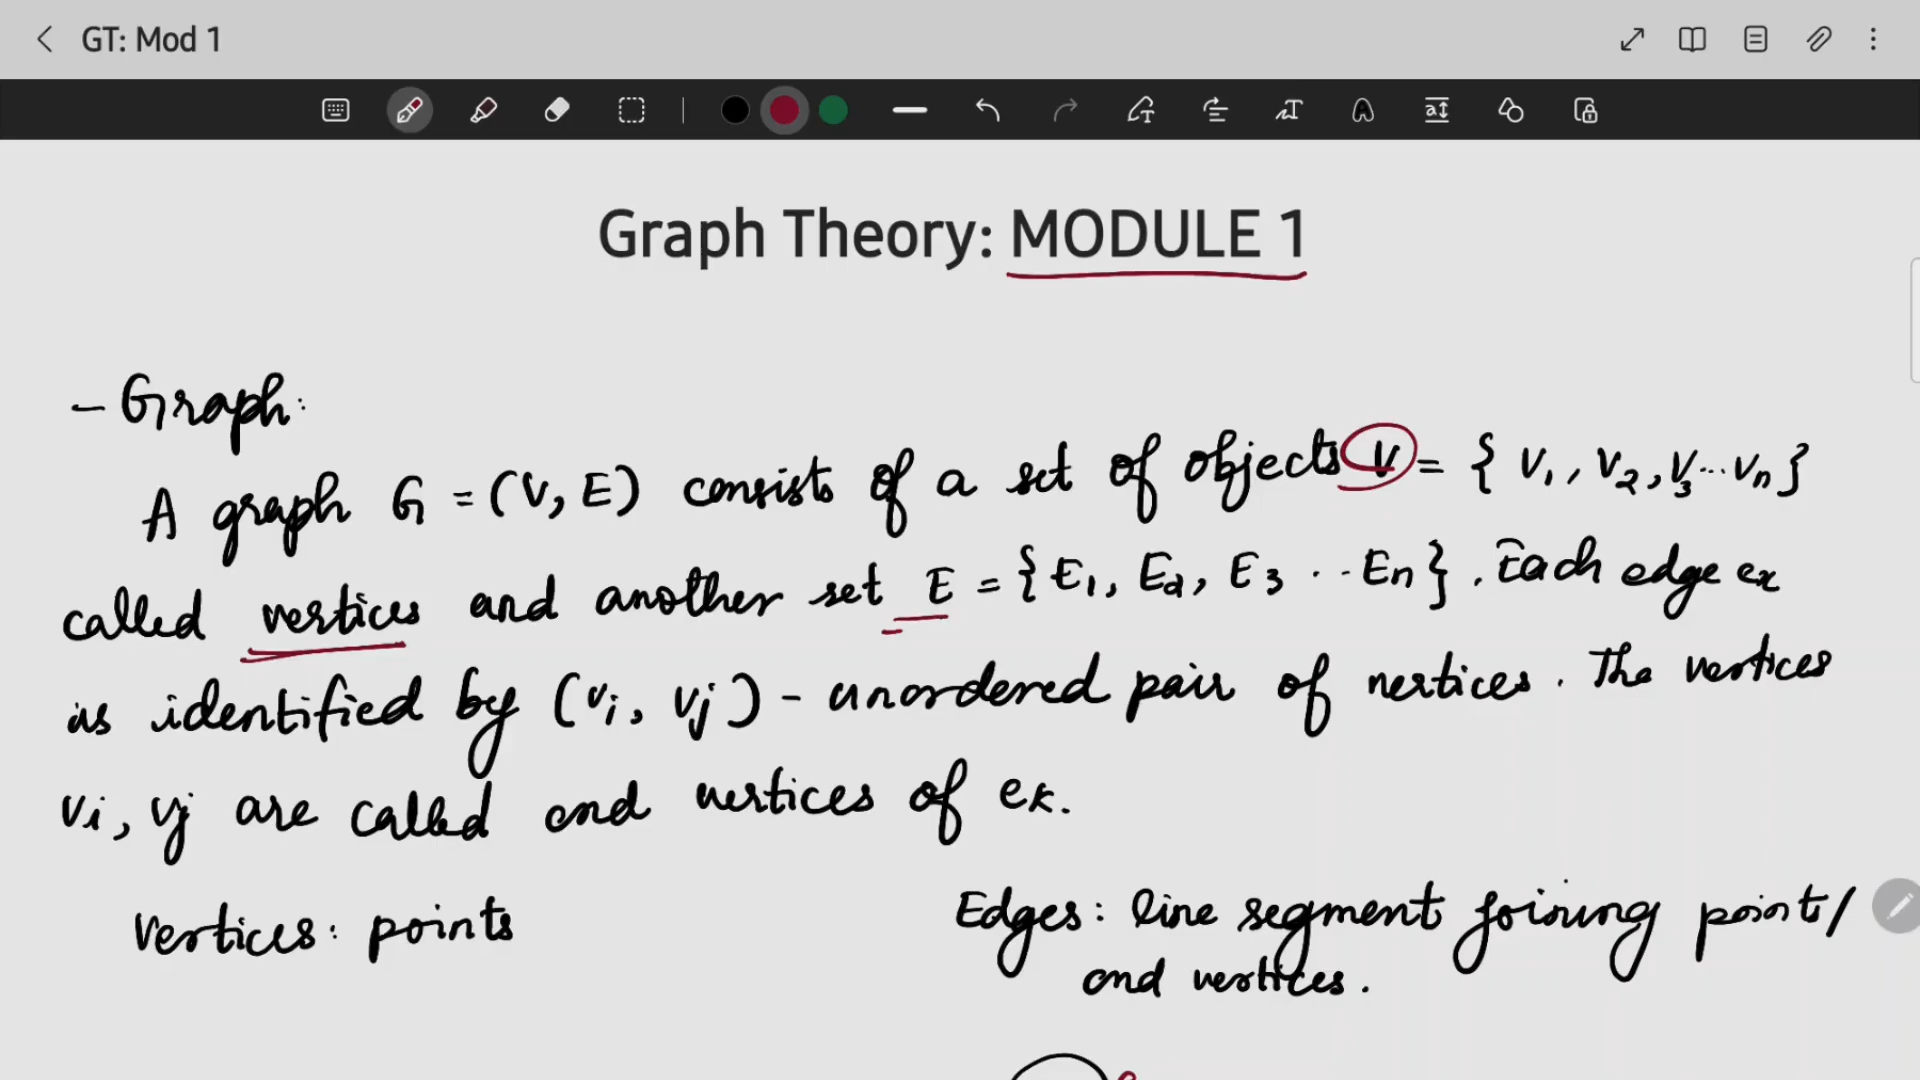 GT: Mod 1
Graph Theory: MODULE 1
- Graph:
A graph G = (V, E) consists of a set of objects V = { V1, V2, V3 ... Vn }
called vertices and another set E = { E1, E2, E3 ... En }. Each edge ek
is identified by (vi, vj) - unordered pair of vertices. The vertices
vi, vj are called end vertices of ek.
Vertices: points
Edges: line segment joining point/
end vertices.